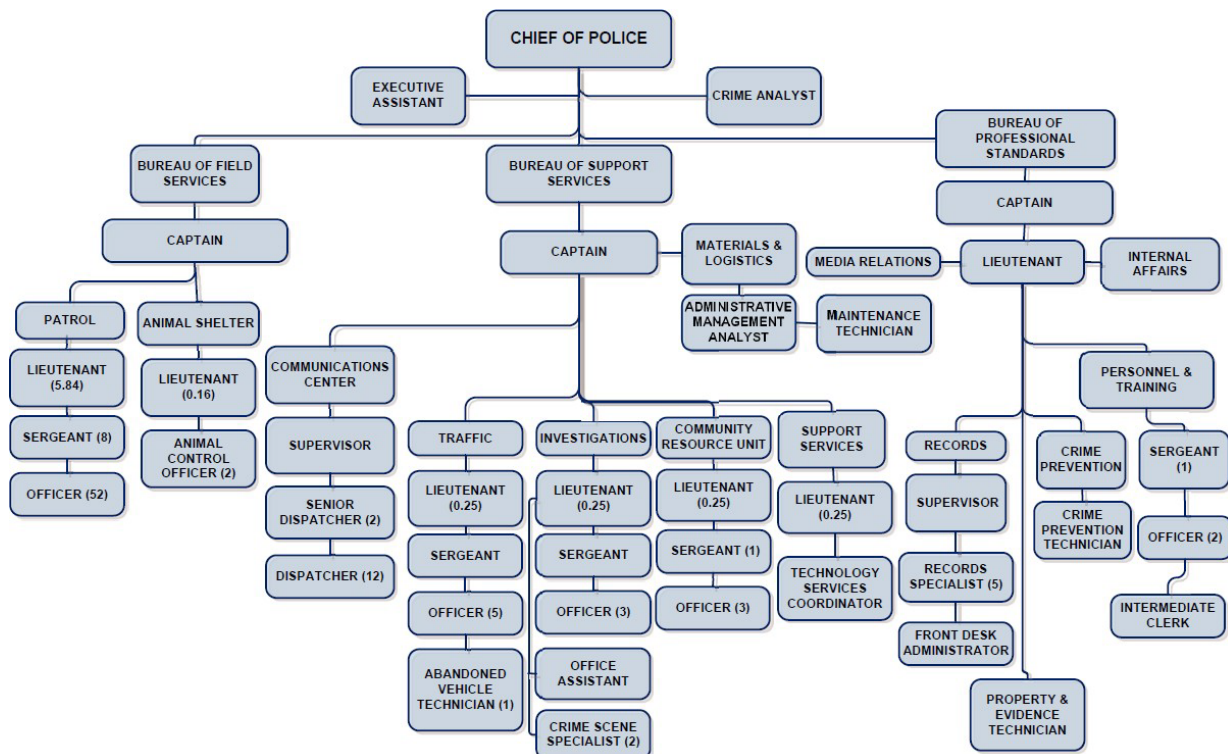 CHIEF OF POLICE
EXECUTIVE
ASSISTANT
CRIME ANALYST
BUREAU OF FIELD
SERVICES
BUREAU OF SUPPORT
SERVICES
BUREAU OF
PROFESSIONAL
STANDARDS
CAPTAIN
PATROL
LIEUTENANT
(5.84)
SERGEANT (8)
OFFICER (52)
ANIMAL SHELTER
LIEUTENANT
(0.16)
ANIMAL
CONTROL
OFFICER (2)
CAPTAIN
MATERIALS &
LOGISTICS
ADMINISTRATIVE
MANAGEMENT
ANALYST
MAINTENANCE
TECHNICIAN
COMMUNICATIONS
CENTER
SUPERVISOR
SENIOR
DISPATCHER (2)
DISPATCHER (12)
TRAFFIC
LIEUTENANT
(0.25)
SERGEANT
OFFICER (5)
ABANDONED
VEHICLE
TECHNICIAN (1)
INVESTIGATIONS
LIEUTENANT
(0.25)
SERGEANT
OFFICER (3)
OFFICE
ASSISTANT
CRIME SCENE
SPECIALIST (2)
COMMUNITY
RESOURCE UNIT
LIEUTENANT
(0.25)
SERGEANT (1)
OFFICER (3)
SUPPORT
SERVICES
LIEUTENANT
(0.25)
TECHNOLOGY
SERVICES
COORDINATOR
CAPTAIN
MEDIA RELATIONS
LIEUTENANT
INTERNAL
AFFAIRS
RECORDS
SUPERVISOR
RECORDS
SPECIALIST (5)
FRONT DESK
ADMINISTRATOR
PROPERTY &
EVIDENCE
TECHNICIAN
CRIME
PREVENTION
CRIME
PREVENTION
TECHNICIAN
PERSONNEL &
TRAINING
SERGEANT
(1)
OFFICER (2)
INTERMEDIATE
CLERK